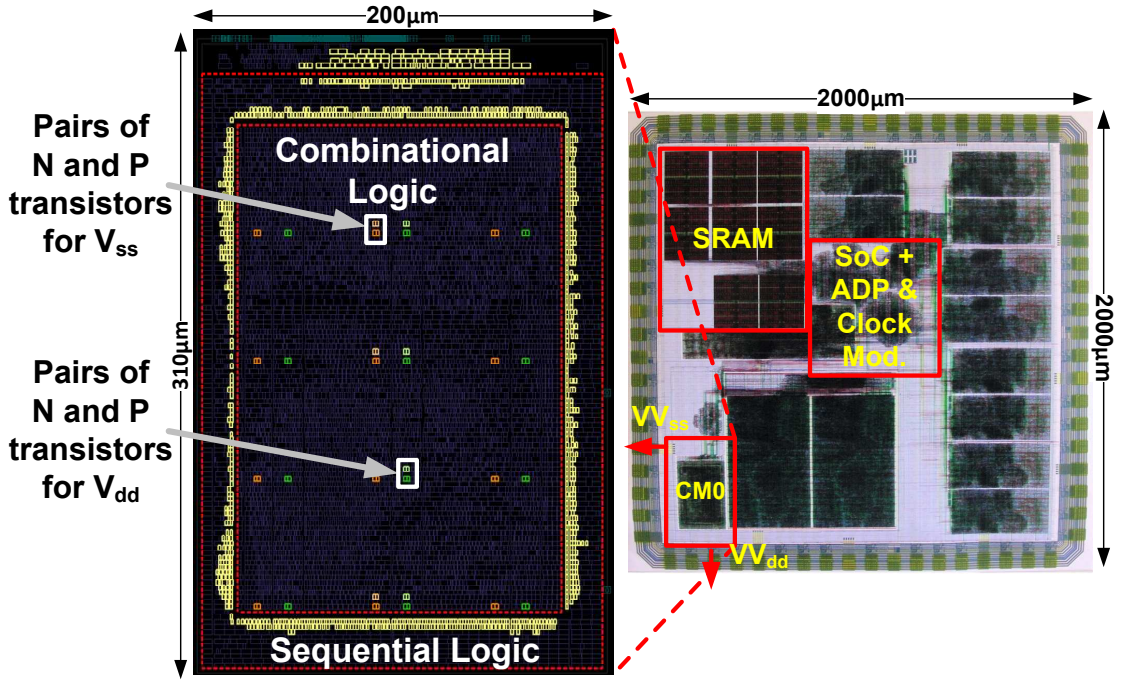 200µm
310µm
Pairs of
N and P
transistors
for Vss
Pairs of
N and P
transistors
for Vdd
Combinational
Logic
Sequential Logic
2000µm
2000µm
SRAM
SoC +
ADP &
Clock
Mod.
VVss
CM0
VVdd